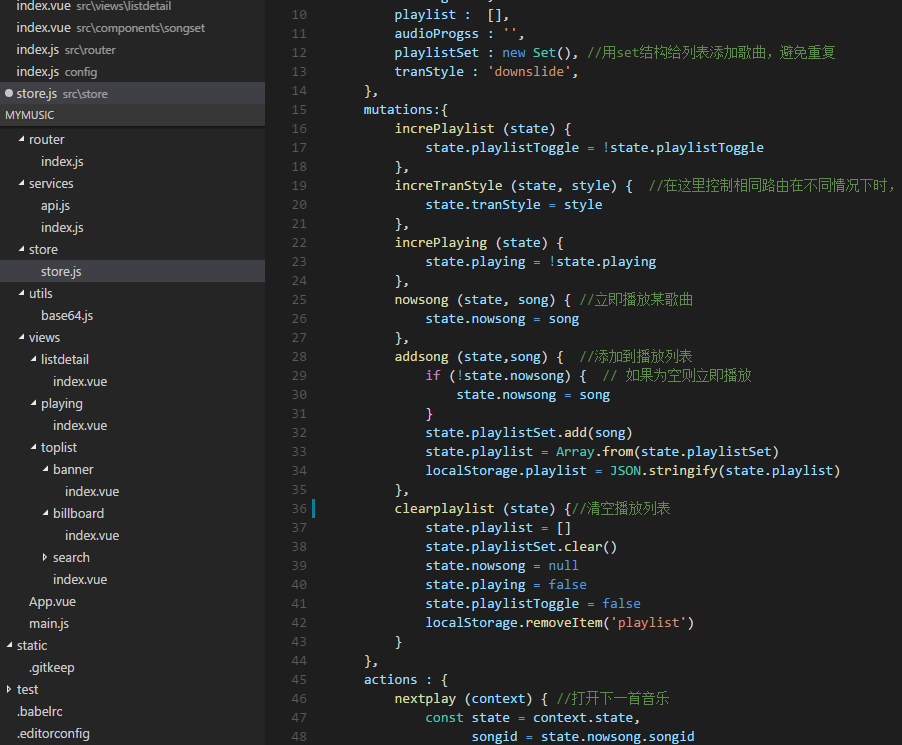 index.vue src\views\listdetail
index.vue src\components\songset
index.js src\router
index.js config
store.js src\store
MYMUSIC
router
index.js
services
api.js
index.js
store
store.js
utils
base64.js
views
listdetail
index.vue
playing
index.vue
toplist
banner
index.vue
billboard
index.vue
search
index.vue
App.vue
main.js
static
.gitkeep
test
.babelrc
.editorconfig
10 playlist : [],
11 audioProgss : '',
12 playlistSet : new Set(), //用set结构给列表添加歌曲，避免重复
13 tranStyle : 'downslide',
14 },
15 mutations:{
16 increPlaylist (state) {
17 state.playlistToggle = !state.playlistToggle
18 },
19 increTranStyle (state, style) { //在这里控制相同路由在不同情况下时，
20 state.tranStyle = style
21 },
22 increPlaying (state) {
23 state.playing = !state.playing
24 },
25 nowsong (state, song) { //立即播放某歌曲
26 state.nowsong = song
27 },
28 addsong (state,song) { //添加到播放列表
29 if (!state.nowsong) { // 如果为空则立即播放
30 state.nowsong = song
31 }
32 state.playlistSet.add(song)
33 state.playlist = Array.from(state.playlistSet)
34 localStorage.playlist = JSON.stringify(state.playlist)
35 },
36 clearplaylist (state) {//清空播放列表
37 state.playlist = []
38 state.playlistSet.clear()
39 state.nowsong = null
40 state.playing = false
41 state.playlistToggle = false
42 localStorage.removeItem('playlist')
43 }
44 },
45 actions : {
46 nextplay (context) { //打开下一首音乐
47 const state = context.state,
48 songid = state.nowsong.songid